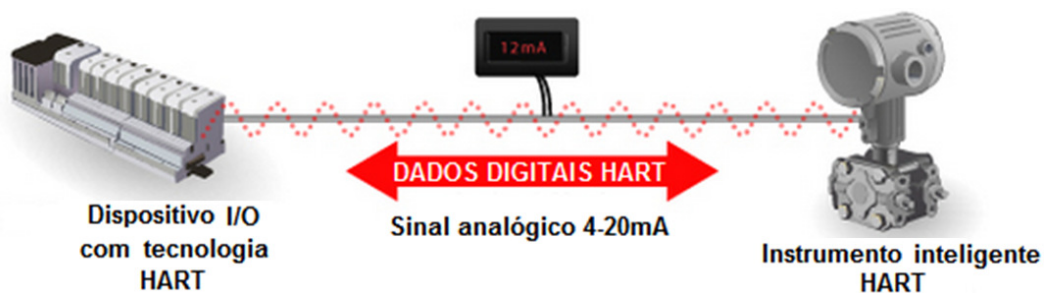 12mA
DADOS DIGITAIS HART
Sinal analógico 4-20mA
Dispositivo I/O
com tecnologia
HART
Instrumento inteligente
HART